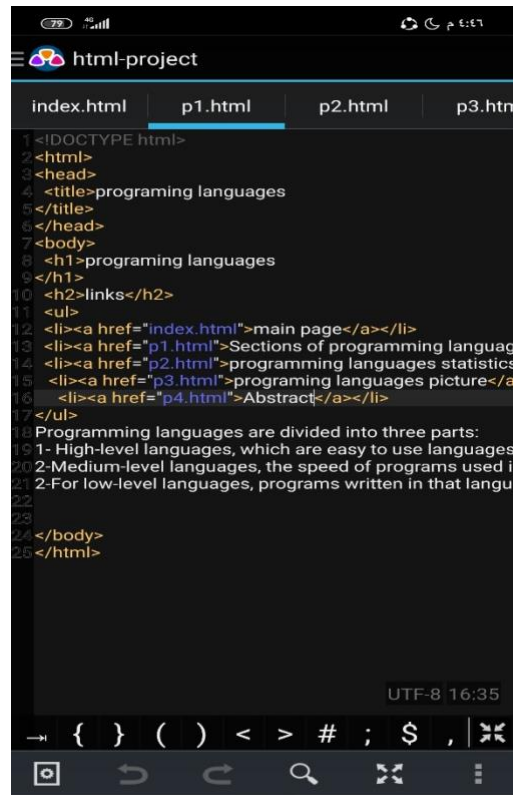 79 4G ٤:٤٦ م
html-project
index.html p1.html p2.html p3.htm
1 <!DOCTYPE html>
2 <html>
3 <head>
4 <title>programing languages
5 </title>
6 </head>
7 <body>
8 <h1>programing languages
9 </h1>
10 <h2>links</h2>
11 <ul>
12 <li><a href="index.html">main page</a></li>
13 <li><a href="p1.html">Sections of programming languag
14 <li><a href="p2.html">programming languages statistics
15 <li><a href="p3.html">programing languages picture</a
16 <li><a href="p4.html">Abstract</a></li>
17 </ul>
18 Programming languages are divided into three parts:
19 1- High-level languages, which are easy to use languages
20 2-Medium-level languages, the speed of programs used i
21 2-For low-level languages, programs written in that langu
22
23
24 </body>
25 </html>
UTF-8 16:35
{ } ( ) < > # ; $ ,